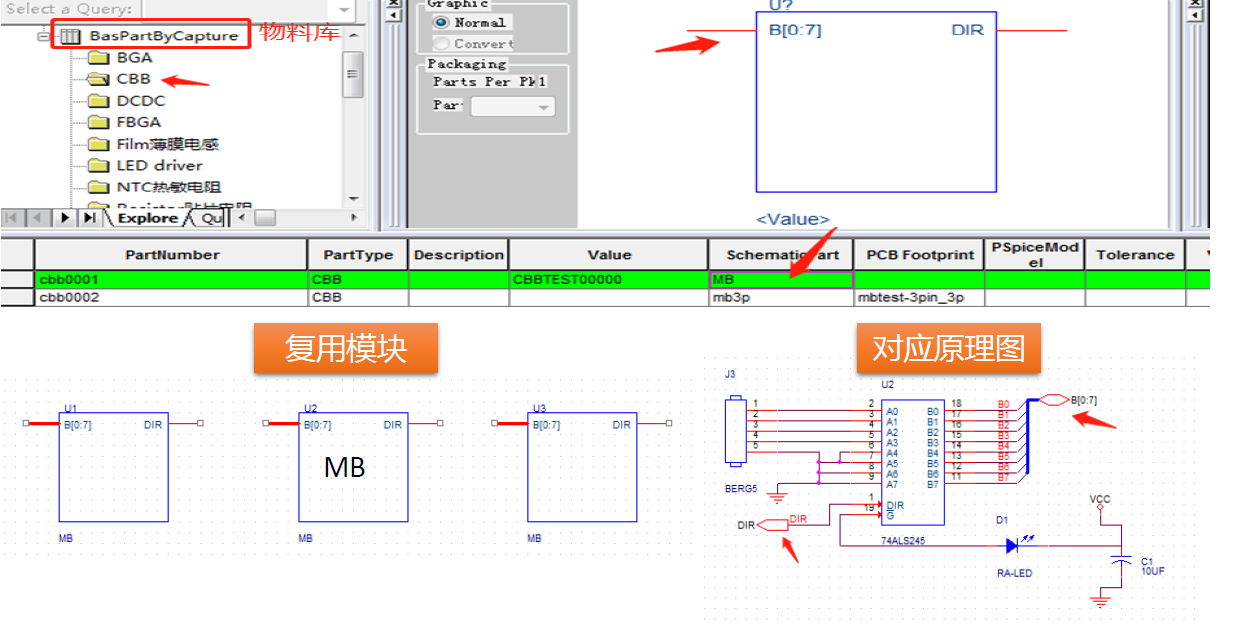 Select a Query:
BasPartByCapture
物料库
BGA
CBB
DCDC
FBGA
Film薄膜电感
LED driver
NTC热敏电阻
Explore
Qu
Graphic
Normal
Convert
Packaging
Parts Per Pk
1
Par
U?
B[0:7]
DIR
<Value>
PartNumber PartType Description Value Schematic art PCB Footprint PSpiceMod
el Tolerance
cbb0001 CBB CBBTEST00000 MB
cbb0002 CBB mb3p mbtest-3pin_3p
复用模块
对应原理图
U1
B[0:7] DIR
MB
U2
B[0:7] DIR
MB
MB
U3
B[0:7] DIR
MB
J3
1
2
3
4
5
BERG5
U2
2 A0 B0 18 B0
3 A1 B1 17 B1
4 A2 B2 16 B2
5 A3 B3 15 B3
6 A4 B4 14 B4
7 A5 B5 13 B5
8 A6 B6 12 B6
9 A7 B7 11 B7
1 DIR
19 G
74ALS245
B[0:7]
DIR
DIR
D1
RA-LED
VCC
C1
10UF